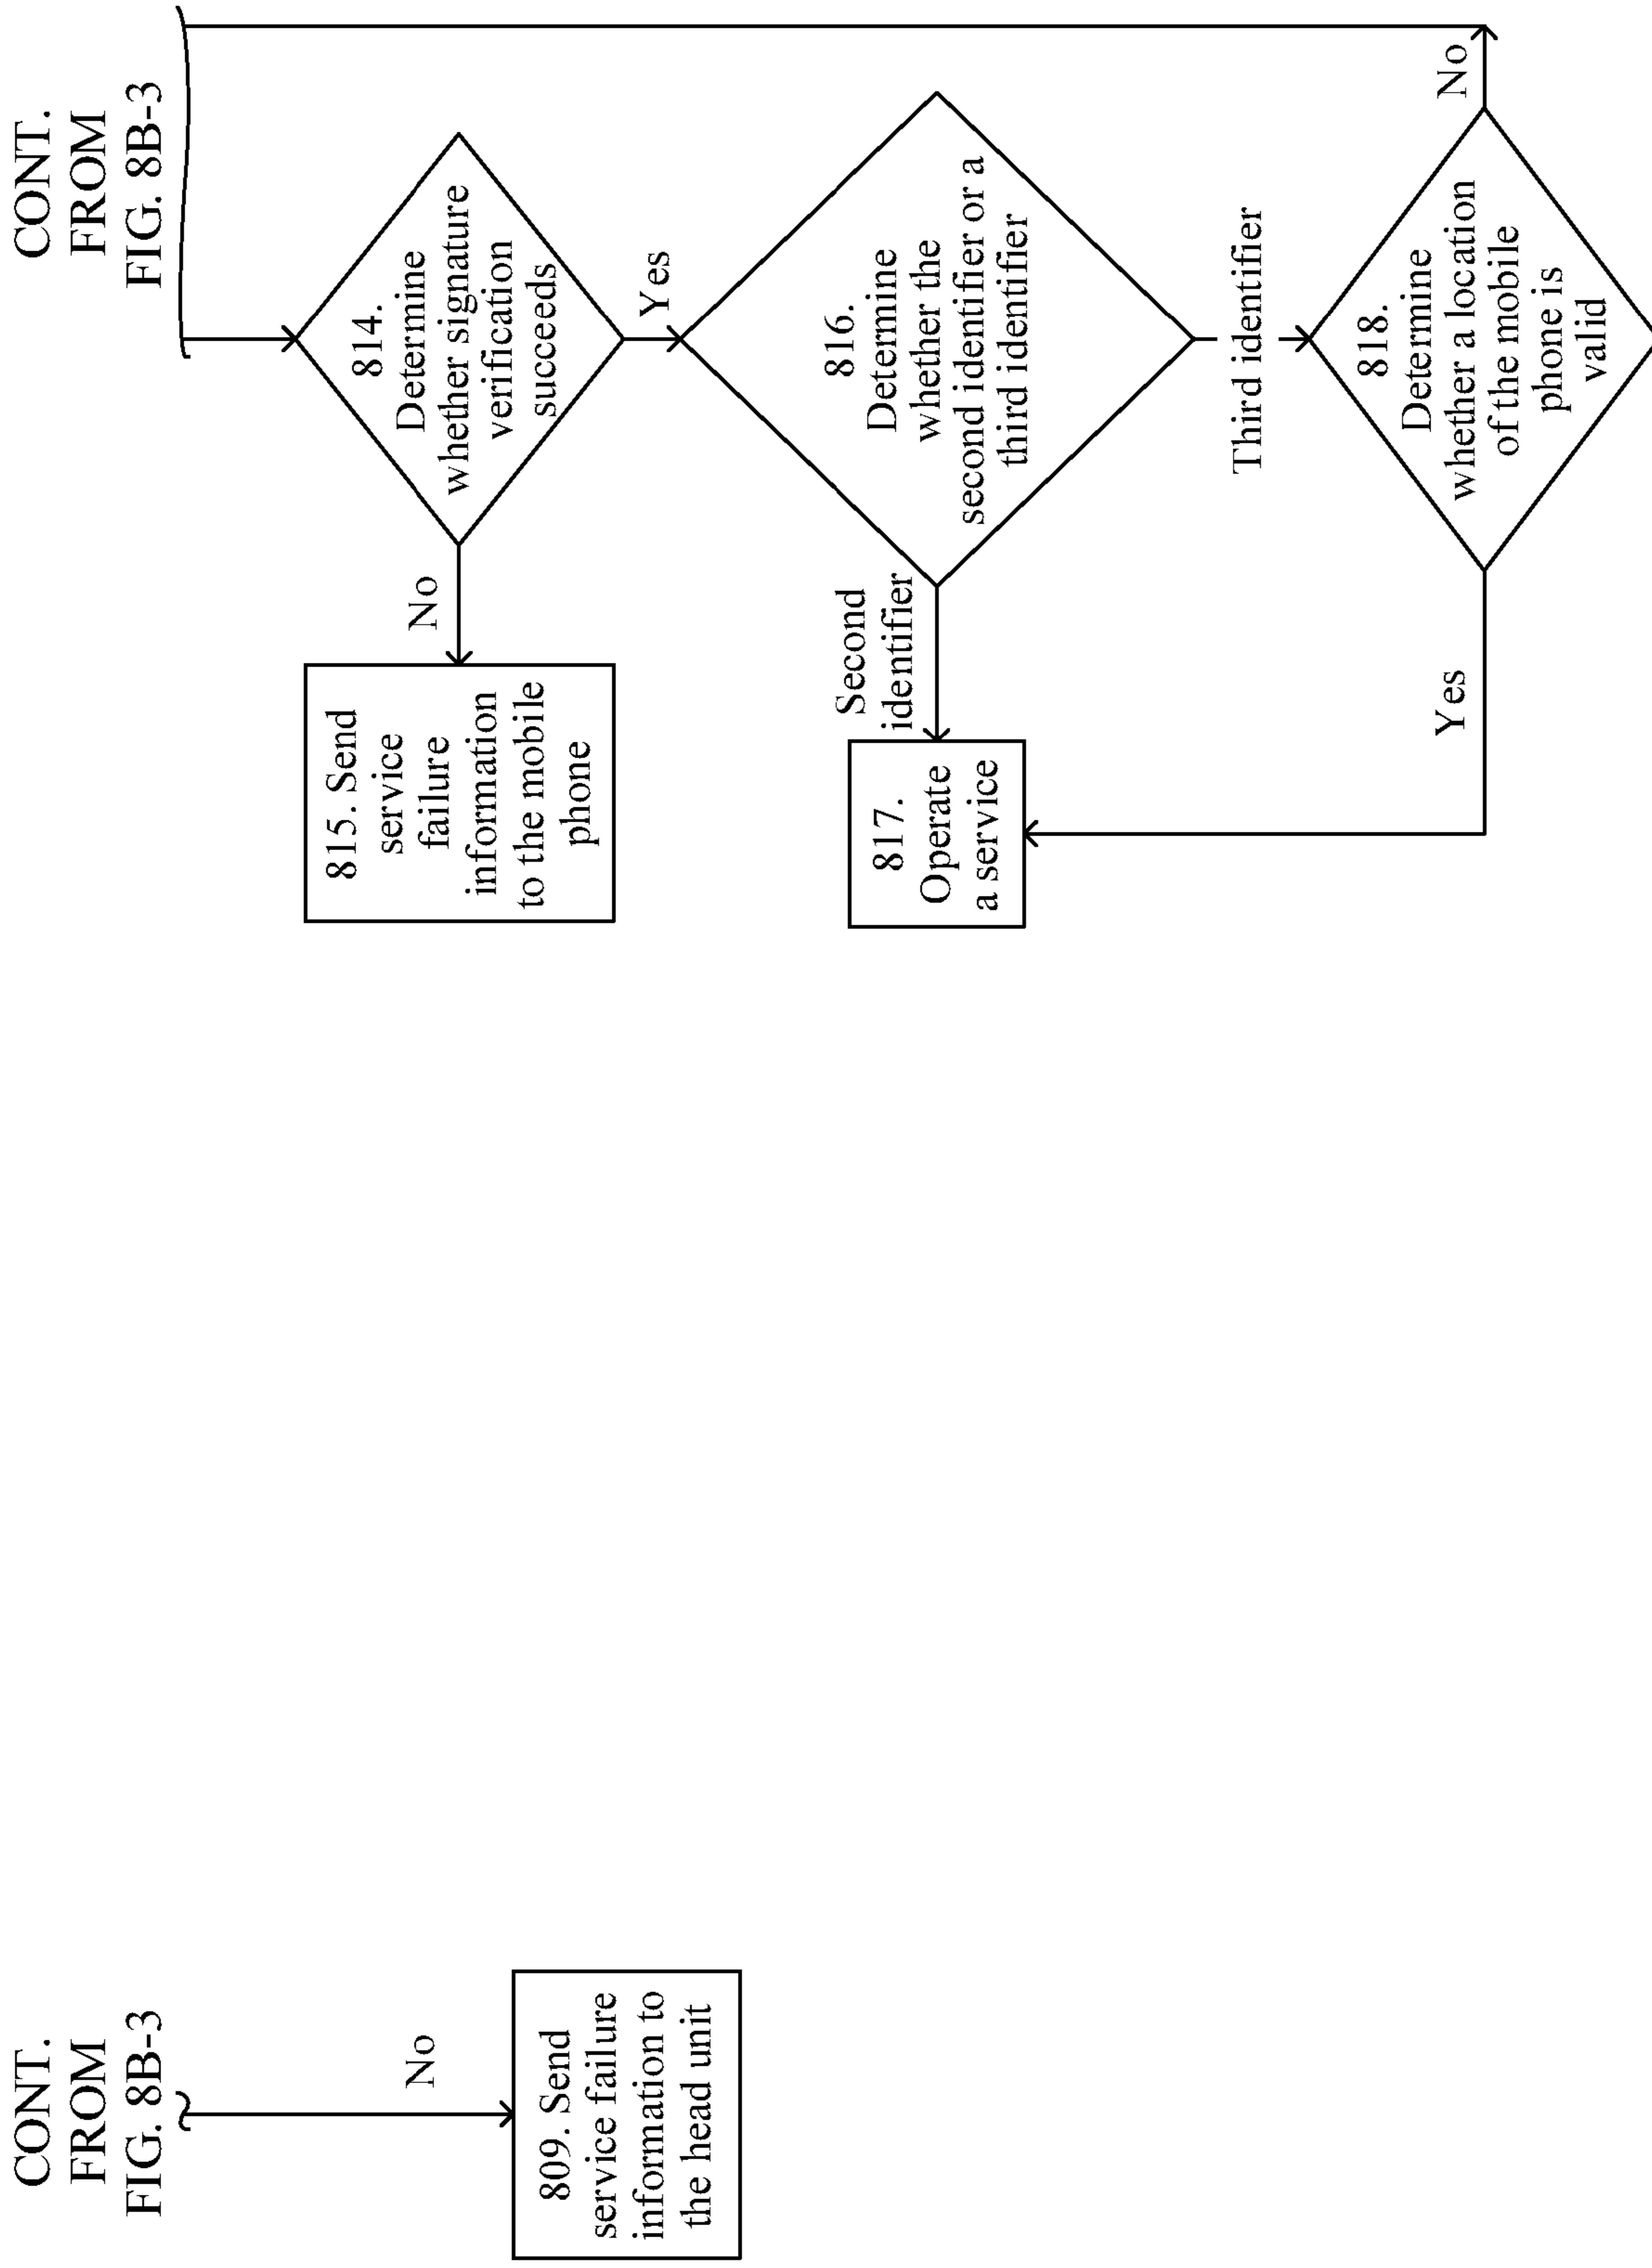 CONT.
FROM
FIG. 8B-3
No
809. Send
service failure
information to
the head unit
CONT.
FROM
FIG. 8B-3
814.
Determine
whether signature
verification
succeeds
No
815. Send
service
failure
information
to the mobile
phone
Yes
816.
Determine
whether the
second identifier or a
third identifier
Second
identifier
817.
Operate
a service
Third identifier
818.
Determine
whether a location
of the mobile
phone is
valid
Yes
No